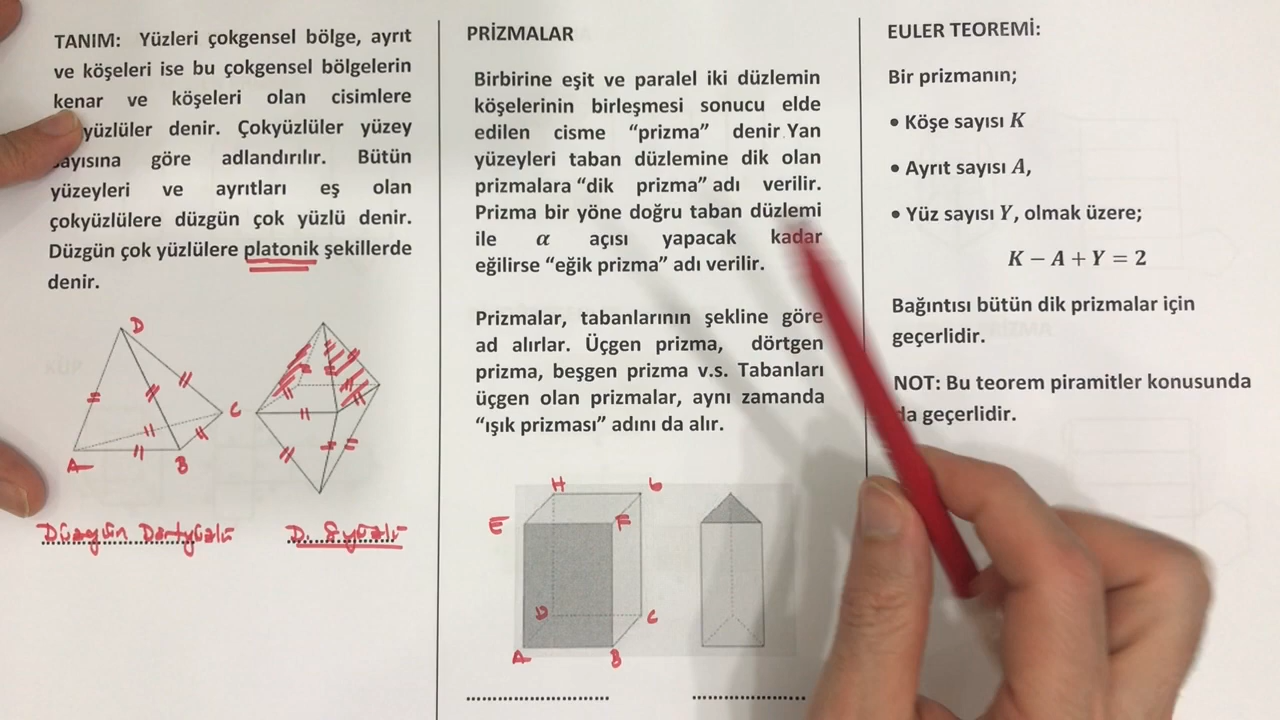 TANIM: Yüzleri çokgensel bölge, ayrıt
ve köşeleri ise bu çokgensel bölgelerin
kenar ve köşeleri olan cisimlere
yüzlüler denir. Çokyüzlüler yüzey
sayısına göre adlandırılır. Bütün
yüzeyleri ve ayrıtları eş olan
çokyüzlülere düzgün çok yüzlü denir.
Düzgün çok yüzlülere platonik şekillerde
denir.
D
C
A
B
Düzgün Dörtyüzlü
D. 8yüzlü
PRİZMALAR
Birbirine eşit ve paralel iki düzlemin
köşelerinin birleşmesi sonucu elde
edilen cisme “prizma” denir Yan
yüzeyleri taban düzlemine dik olan
prizmalara “dik prizma” adı verilir.
Prizma bir yöne doğru taban düzlemi
ile α açısı yapacak kadar
eğilirse “eğik prizma” adı verilir.
Prizmalar, tabanlarının şekline göre
ad alırlar. Üçgen prizma, dörtgen
prizma, beşgen prizma v.s. Tabanları
üçgen olan prizmalar, aynı zamanda
“ışık prizması” adını da alır.
H G
E F
D C
A B
EULER TEOREMİ:
Bir prizmanın;
• Köşe sayısı K
• Ayrıt sayısı A,
• Yüz sayısı Y, olmak üzere;
K − A + Y = 2
Bağıntısı bütün dik prizmalar için
geçerlidir.
NOT: Bu teorem piramitler konusunda
da geçerlidir.